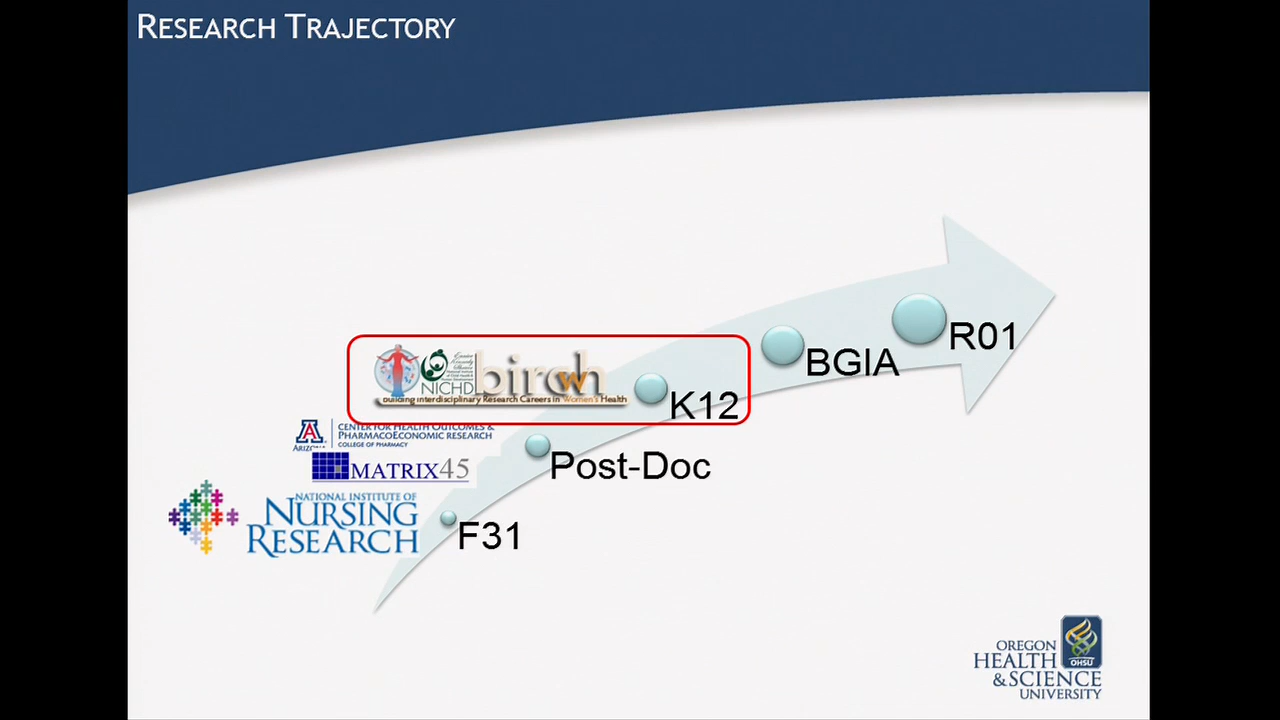 RESEARCH TRAJECTORY
R01
BGIA
NICHD
bircwh
Building Interdisciplinary Research Careers in Women's Health
K12
ARIZONA
CENTER FOR HEALTH OUTCOMES &
PHARMACOECONOMIC RESEARCH
COLLEGE OF PHARMACY
MATRIX45
Post-Doc
NATIONAL INSTITUTE OF
NURSING
RESEARCH
F31
OREGON
HEALTH
& SCIENCE
UNIVERSITY
OHSU